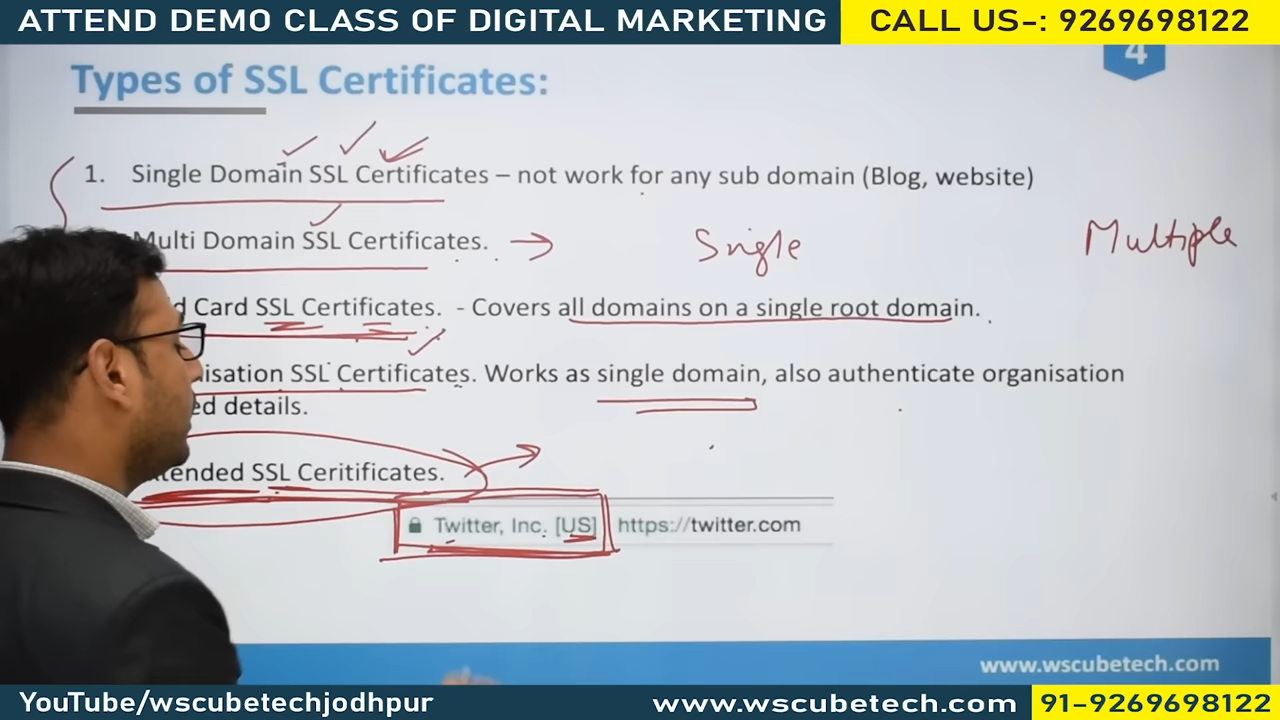 ATTEND DEMO CLASS OF DIGITAL MARKETING
CALL US-: 9269698122
4
Types of SSL Certificates:
1. Single Domain SSL Certificates – not work for any sub domain (Blog, website)
Multi Domain SSL Certificates.
Single
Multiple
Card SSL Certificates. - Covers all domains on a single root domain.
SSL Certificates. Works as single domain, also authenticate organisation
details.
SSL Ceritificates.
Twitter, Inc. [US] https://twitter.com
www.wscubetech.com
YouTube/wscubetechjodhpur
www.wscubetech.com
91-9269698122